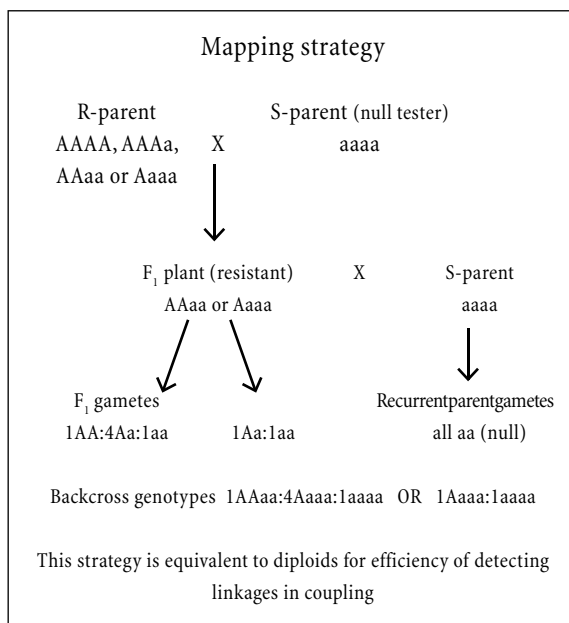 Mapping strategy
R-parent S-parent (null tester)
AAAA, AAAa, X aaaa
AAaa or Aaaa
F₁ plant (resistant) X S-parent
AAaa or Aaaa aaaa
F₁ gametes Recurrentparentgametes
1AA:4Aa:1aa 1Aa:1aa all aa (null)
Backcross genotypes 1AAaa:4Aaaa:1aaaa OR 1Aaaa:1aaaa
This strategy is equivalent to diploids for efficiency of detecting
linkages in coupling